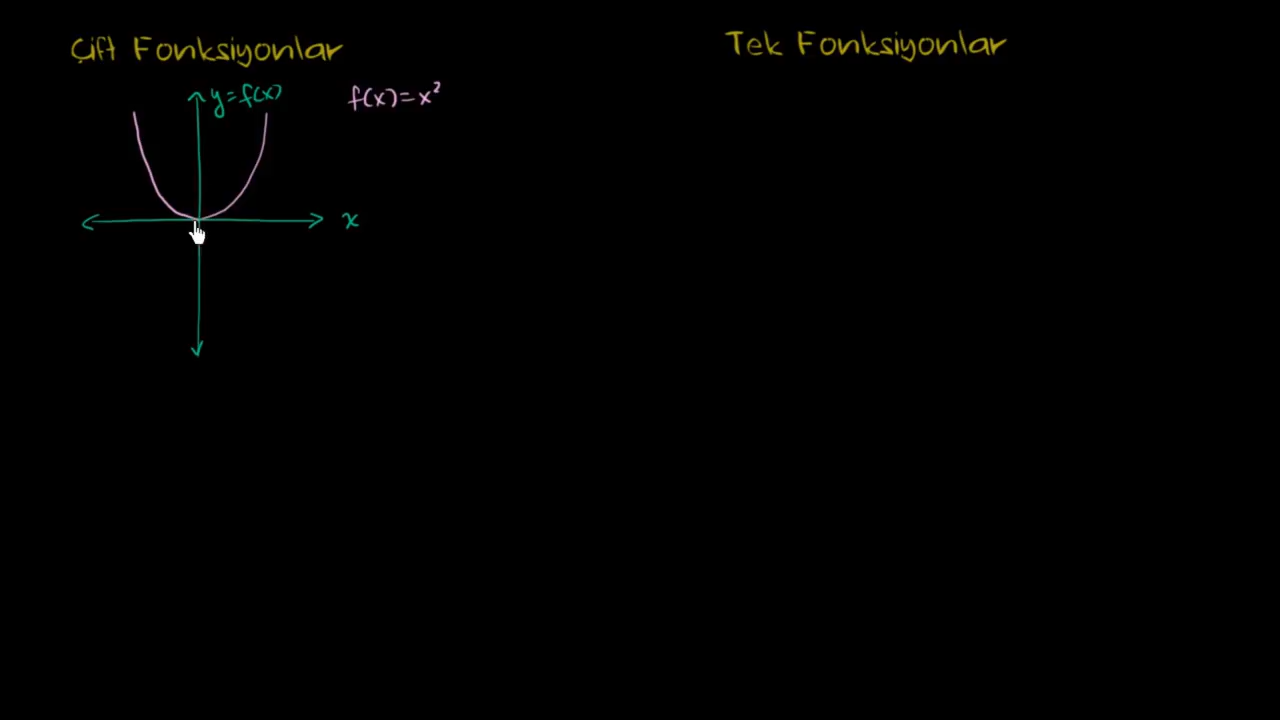 Çift Fonksiyonlar
Tek Fonksiyonlar
y=f(x)
f(x)=x²
x